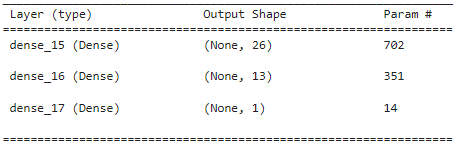 Layer (type) Output Shape Param #
=================================================================
dense_15 (Dense) (None, 26) 702
dense_16 (Dense) (None, 13) 351
dense_17 (Dense) (None, 1) 14
=================================================================